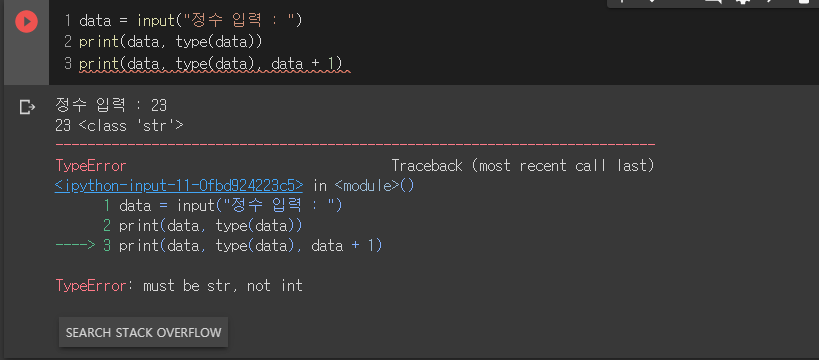 1 data = input("정수 입력 : ")
2 print(data, type(data))
3 print(data, type(data), data + 1)
정수 입력 : 23
23 <class 'str'>
---------------------------------------------------------------------------
TypeError Traceback (most recent call last)
<ipython-input-11-0fbd924223c5> in <module>()
1 data = input("정수 입력 : ")
2 print(data, type(data))
----> 3 print(data, type(data), data + 1)
TypeError: must be str, not int
SEARCH STACK OVERFLOW